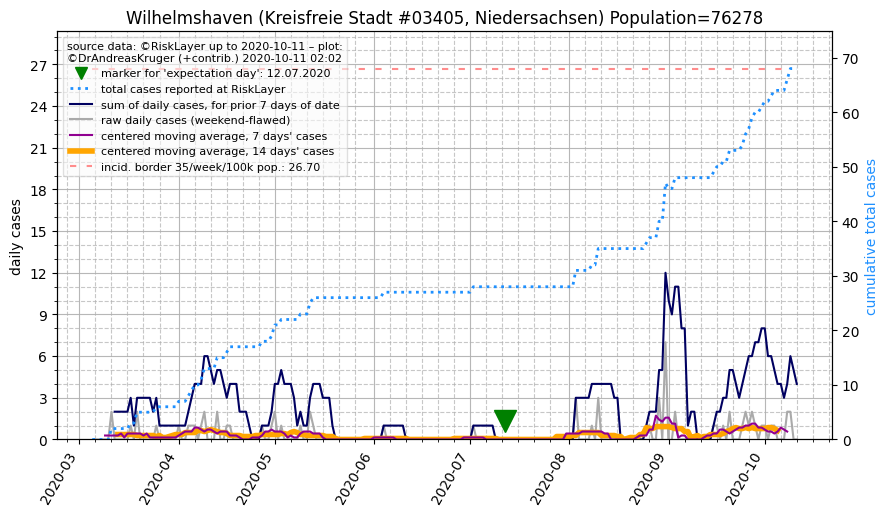 Wilhelmshaven (Kreisfreie Stadt #03405, Niedersachsen) Population=76278
source data: ©RiskLayer up to 2020-10-11 – plot:
©DrAndreasKruger (+contrib.) 2020-10-11 02:02
marker for 'expectation day': 12.07.2020
total cases reported at RiskLayer
sum of daily cases, for prior 7 days of date
raw daily cases (weekend-flawed)
centered moving average, 7 days' cases
centered moving average, 14 days' cases
incid. border 35/week/100k pop.: 26.70
daily cases
27
24
21
18
15
12
9
6
3
0
cumulative total cases
70
60
50
40
30
20
10
0
2020-03
2020-04
2020-05
2020-06
2020-07
2020-08
2020-09
2020-10